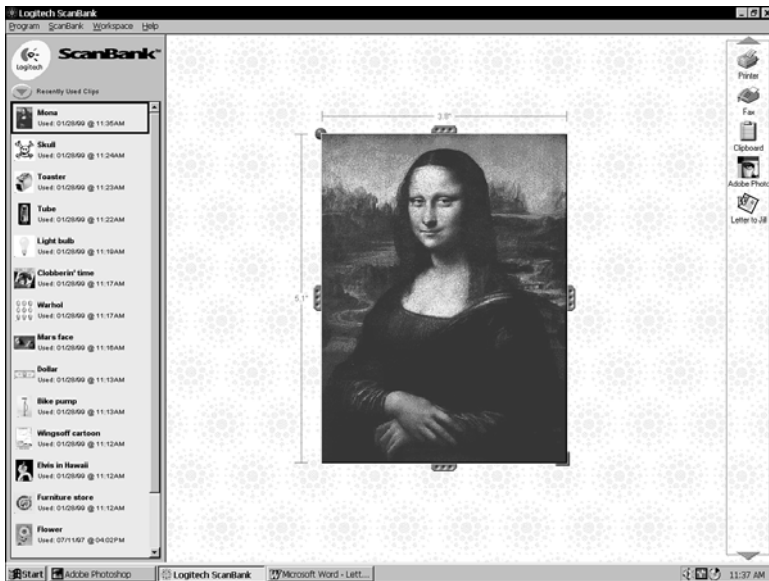 Logitech ScanBank
Program ScanBank Workspace Help
Logitech
ScanBank™
Recently Used Clips
Mona
Used: 01/28/99 @ 11:35AM
Skull
Used: 01/28/99 @ 11:24AM
Toaster
Used: 01/28/99 @ 11:23AM
Tube
Used: 01/28/99 @ 11:22AM
Light bulb
Used: 01/28/99 @ 11:19AM
Clobberin' time
Used: 01/28/99 @ 11:17AM
Warhol
Used: 01/28/99 @ 11:17AM
Mars face
Used: 01/28/99 @ 11:16AM
Dollar
Used: 01/28/99 @ 11:13AM
Bike pump
Used: 01/28/99 @ 11:13AM
Wingsoff cartoon
Used: 01/28/99 @ 11:12AM
Elvis in Hawaii
Used: 01/28/99 @ 11:12AM
Furniture store
Used: 01/28/99 @ 11:12AM
Flower
Used: 07/11/97 @ 04:02PM
3.8"
5.1"
Printer
Fax
Clipboard
Adobe Photo
Letter to Jill
Start Adobe Photoshop Logitech ScanBank Microsoft Word - Lett... 11:37 AM